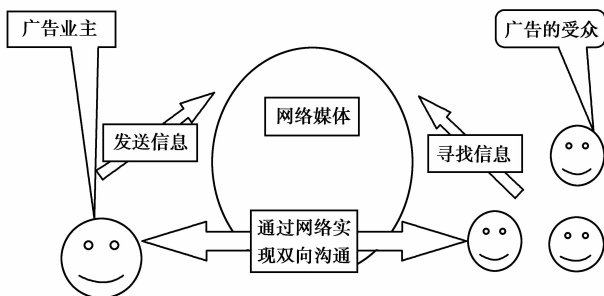 广告业主
广告的受众
网络媒体
发送信息
寻找信息
通过网络实
现双向沟通